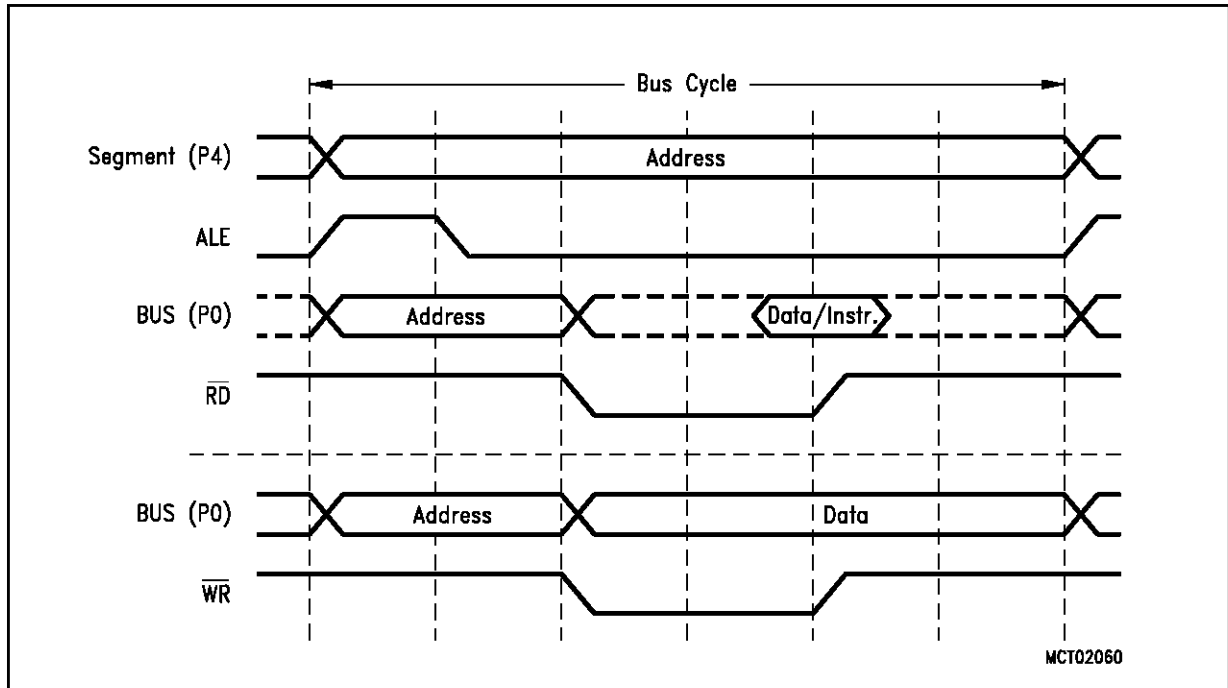 Bus Cycle
Segment (P4)
Address
ALE
BUS (P0)
Address
Data/Instr.
RD
BUS (P0)
Address
Data
WR
MCT02060